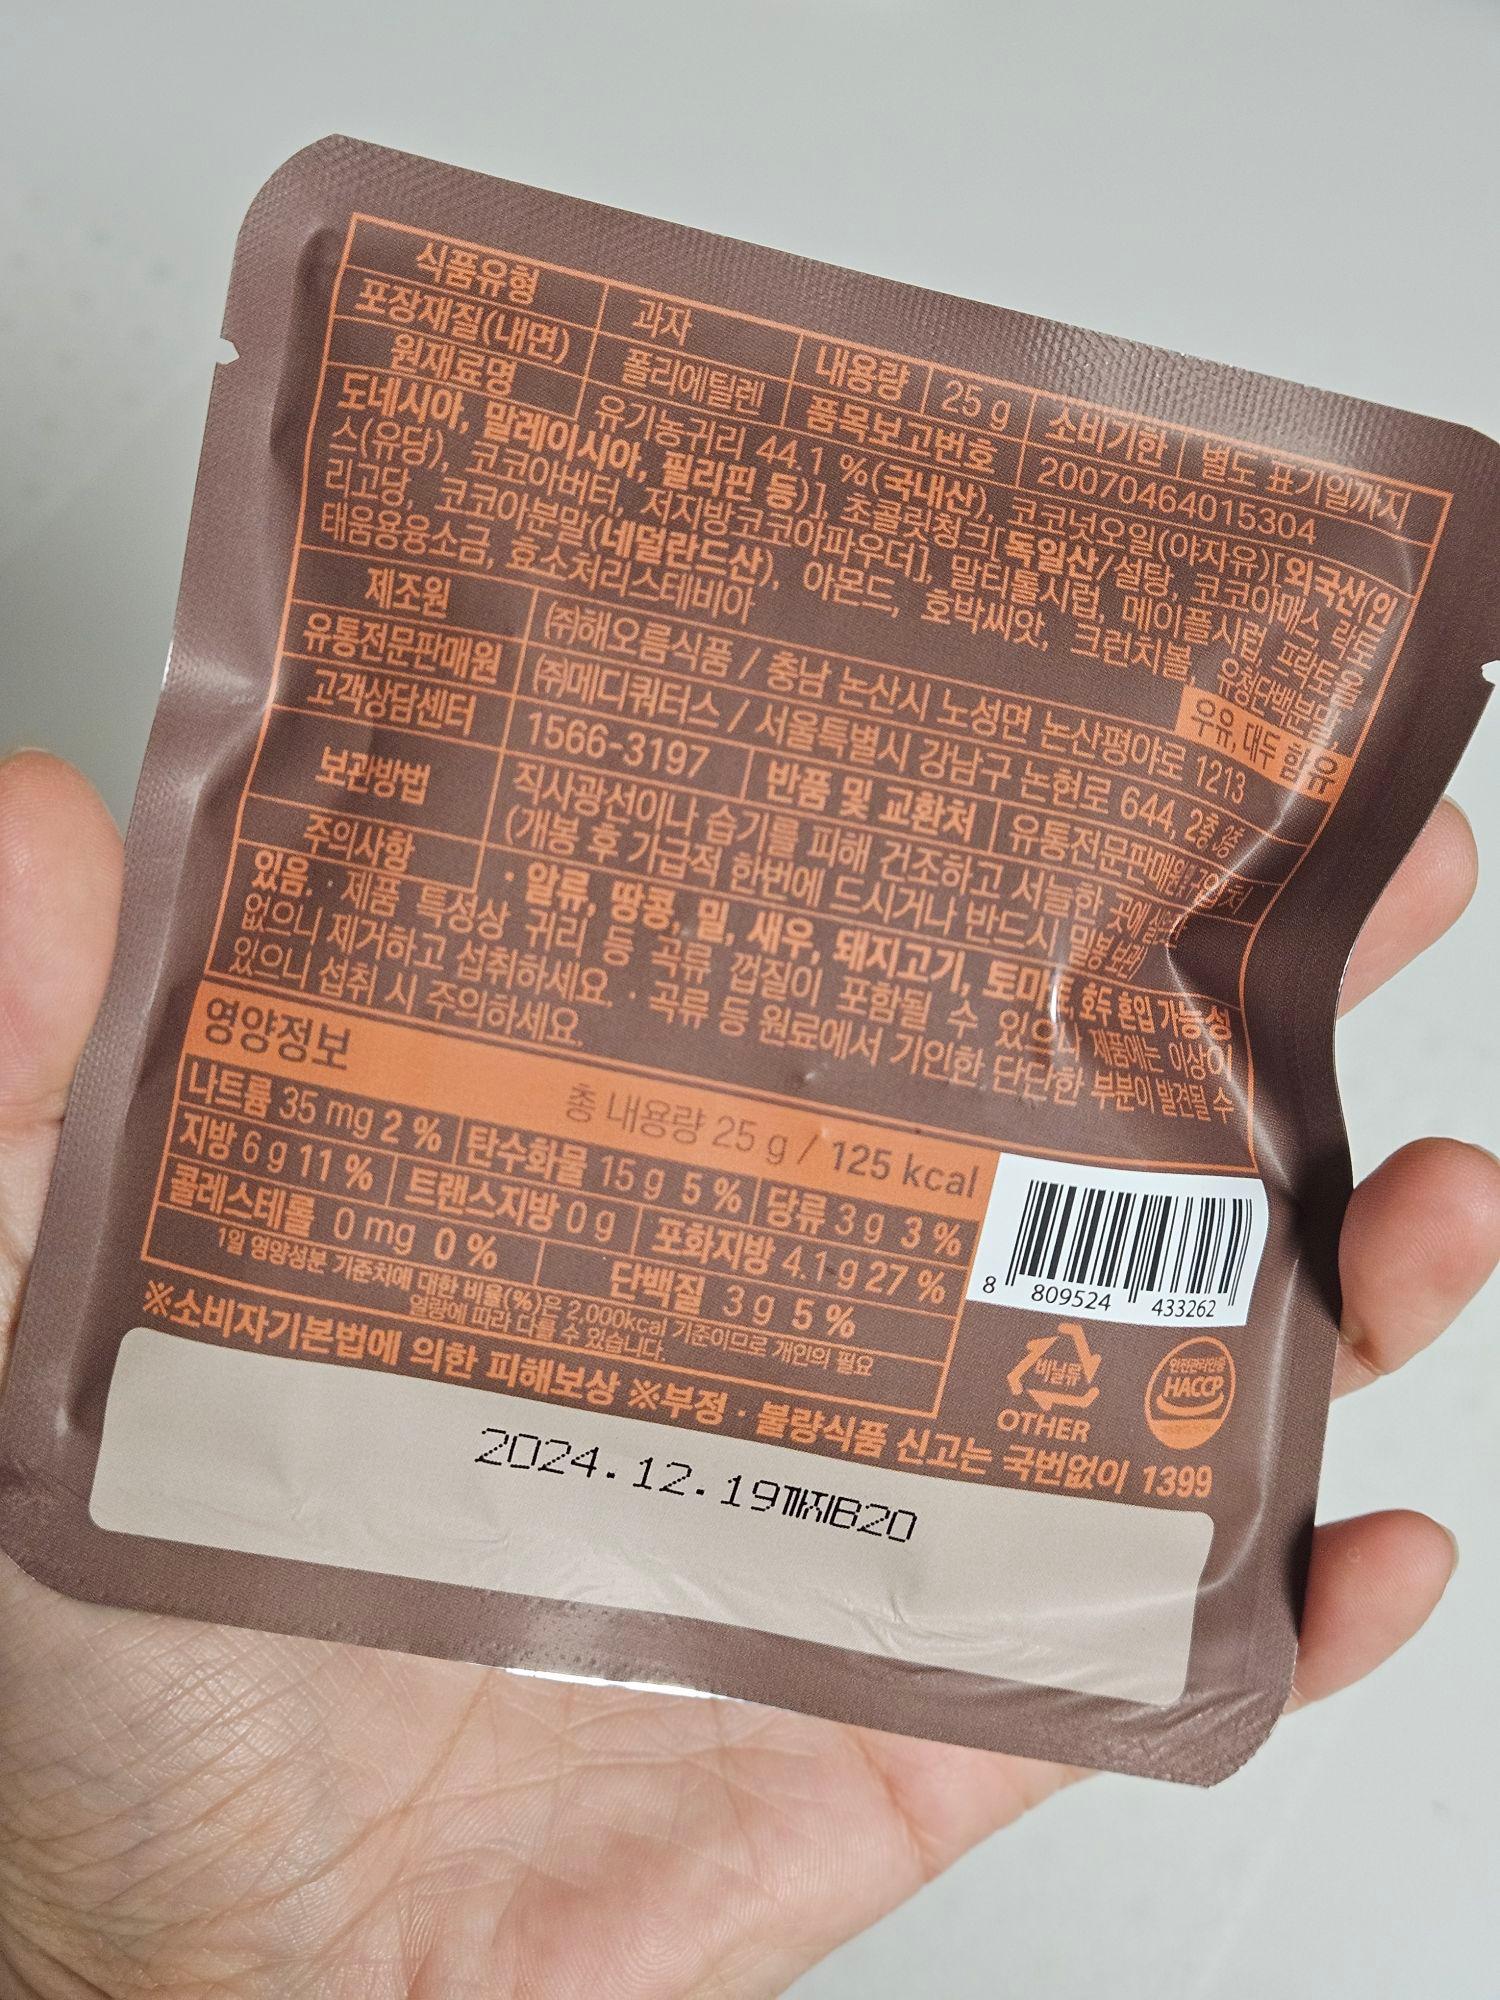 식품유형 과자 내용량 25 g 소비기한 별도 표기일까지
포장재질(내면) 폴리에틸렌 품목보고번호 20070464015304
원재료명 유기농귀리 44.1 %(국내산), 코코넛오일(야자유)[외국산(인
도네시아, 말레이시아, 필리핀 등)], 초콜릿청크[독일산/설탕, 코코아매스, 락토
스(유당), 코코아버터, 저지방코코아파우더], 말티톨시럽, 메이플시럽, 프락토올
리고당, 코코아분말(네덜란드산), 아몬드, 호박씨앗, 크런치볼, 유청단백분말,
태움용융소금, 효소처리스테비아 우유, 대두 함유
제조원 ㈜해오름식품 / 충남 논산시 노성면 논산평야로 1213
유통전문판매원 ㈜메디쿼터스 / 서울특별시 강남구 논현로 644, 2층
고객상담센터 1566-3197 반품 및 교환처 유통전문판매원 및 구입처
보관방법 직사광선이나 습기를 피해 건조하고 서늘한 곳에
(개봉 후 가급적 한번에 드시거나 반드시 밀봉 보관
주의사항 · 알류, 땅콩, 밀, 새우, 돼지고기, 토마토, 호두 혼입 가능성
있음. · 제품 특성상 귀리 등 곡류 껍질이 포함될 수 있으나, 제품에는 이상이
없으니 제거하고 섭취하세요. · 곡류 등 원료에서 기인한 단단한 부분이 발견될 수
있으니 섭취 시 주의하세요.
영양정보 총 내용량 25 g / 125 kcal
나트륨 35 mg 2 % 탄수화물 15 g 5 % 당류 3 g 3 %
지방 6 g 11 % 트랜스지방 0 g 포화지방 4.1 g 27 %
콜레스테롤 0 mg 0 % 단백질 3 g 5 %
1일 영양성분 기준치에 대한 비율(%)은 2,000kcal 기준이므로 개인의 필요
열량에 따라 다를 수 있습니다.
8 809524 433262
비닐류
OTHER
안전관리인증
HACCP
※소비자기본법에 의한 피해보상 ※부정 · 불량식품 신고는 국번없이 1399
2024.12.19까지B20